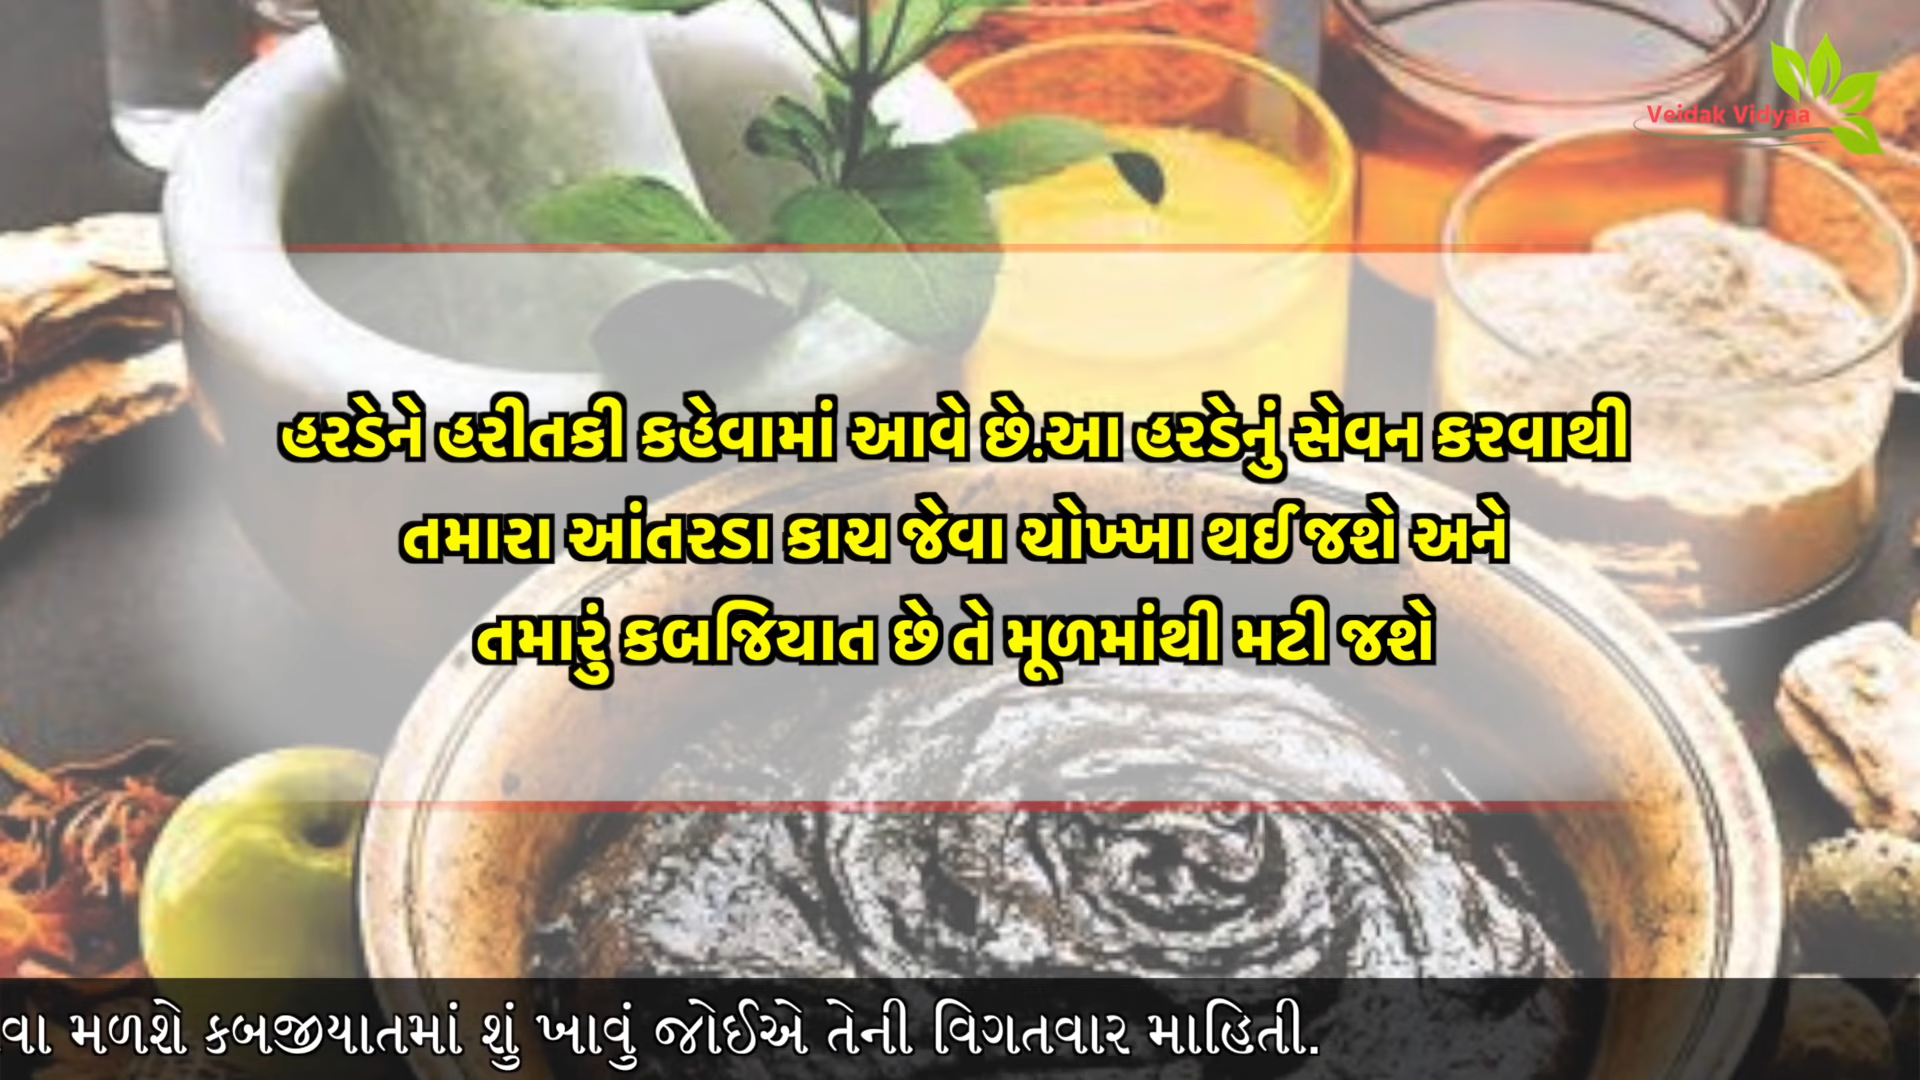 Veidak Vidyaa
હરડેને હરીતકી કહેવામાં આવે છે.આ હરડેનું સેવન કરવાથી
તમારા આંતરડા કાચ જેવા ચોખ્ખા થઈ જશે અને
તમારું કબજિયાત છે તે મૂળમાંથી મટી જશે
મળશે કબજીયાતમાં શું ખાવું જોઈએ તેની વિગતવાર માહિતી.